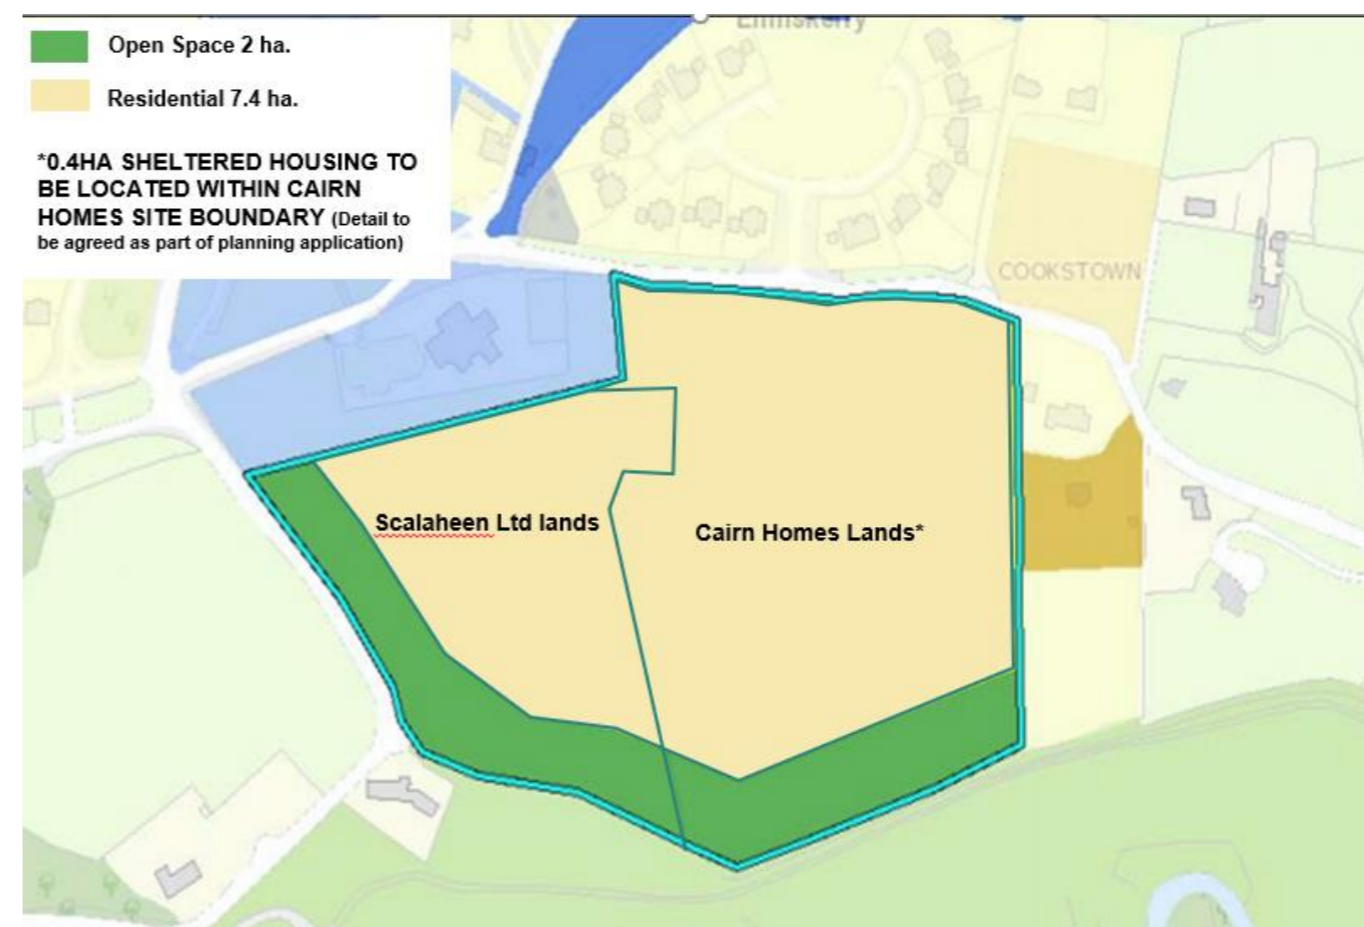 Enniskerry
Open Space 2 ha.
Residential 7.4 ha.
*0.4HA SHELTERED HOUSING TO
BE LOCATED WITHIN CAIRN
HOMES SITE BOUNDARY (Detail to
be agreed as part of planning application)
COOKSTOWN
Scalaheen Ltd lands
Cairn Homes Lands*